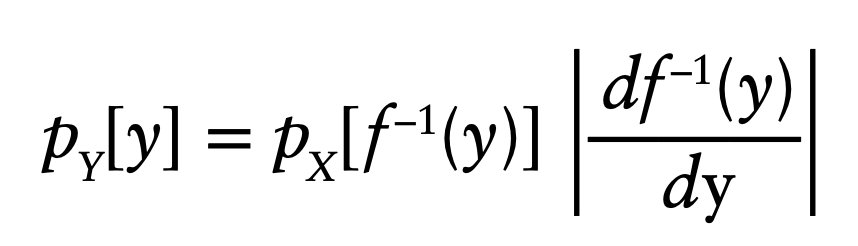 p_Y[y] = p_X[f⁻¹(y)] |df⁻¹(y)/dy|